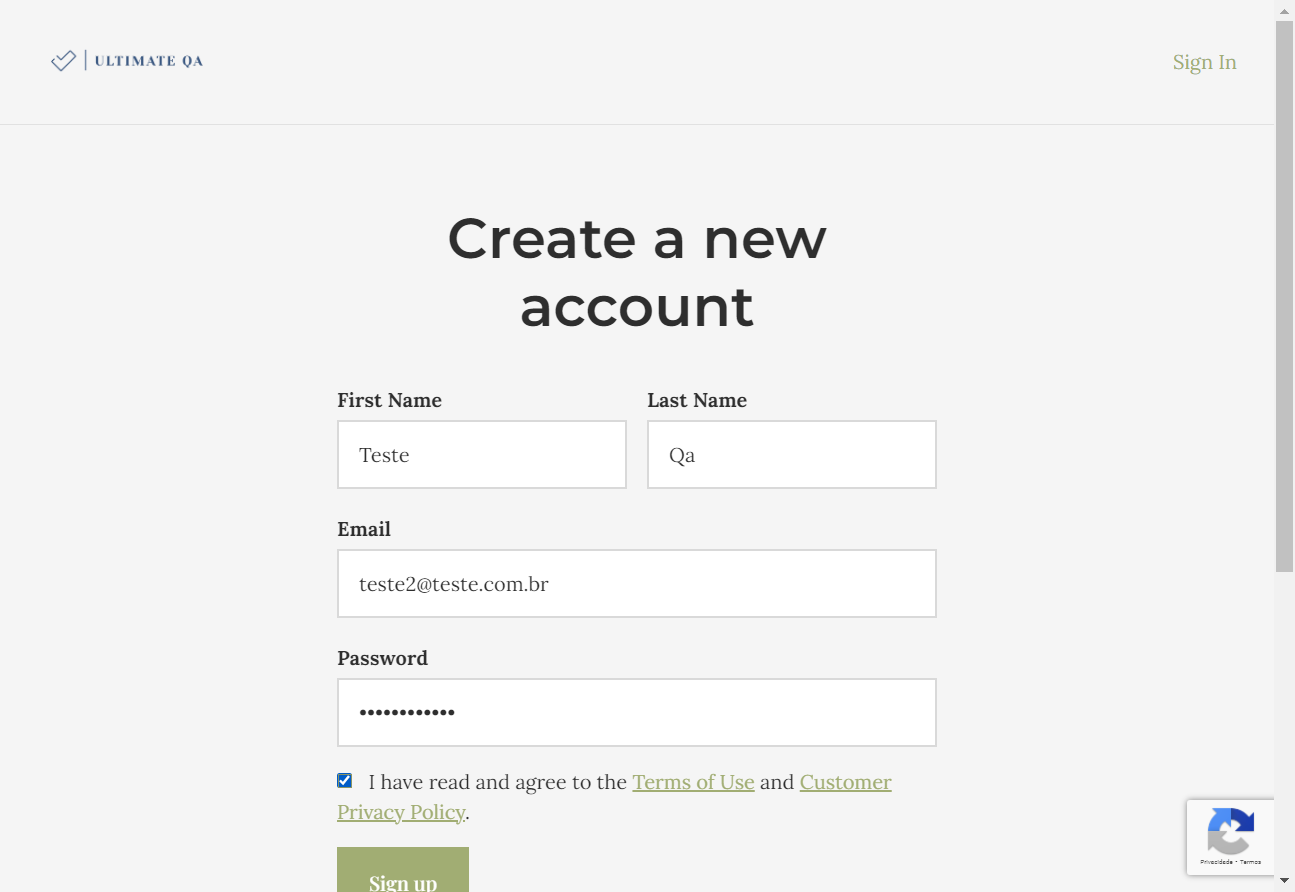 ULTIMATE QA
Sign In
Create a new
account
First Name
Last Name
Teste
Qa
Email
teste2@teste.com.br
Password
••••••••••••
I have read and agree to the Terms of Use and Customer
Privacy Policy.
Sign up
Privacidade - Termos